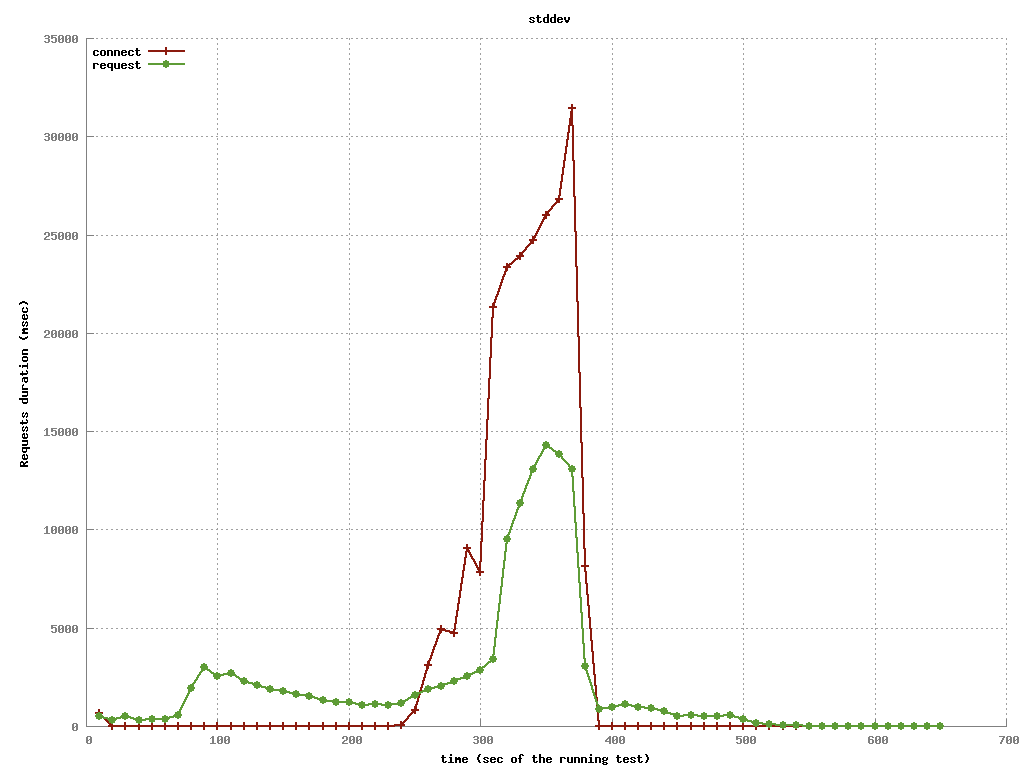 stddev
35000
connect
request
30000
25000
20000
15000
10000
5000
0
Requests duration (msec)
0 100 200 300 400 500 600 700
time (sec of the running test)